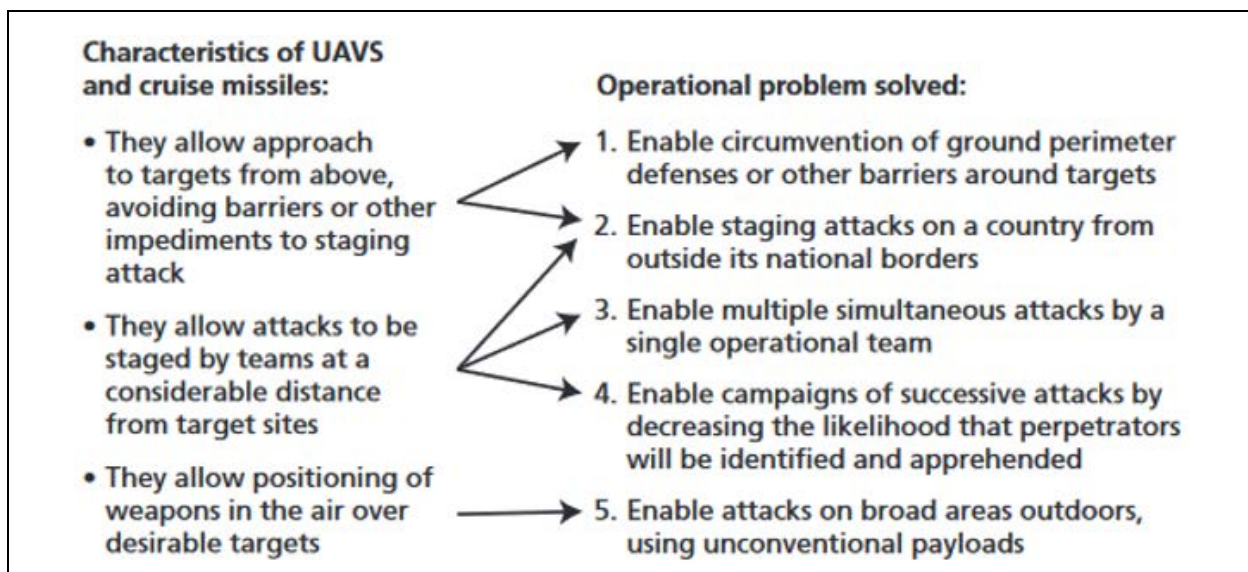 Characteristics of UAVS
and cruise missiles:
• They allow approach
to targets from above,
avoiding barriers or other
impediments to staging
attack
• They allow attacks to be
staged by teams at a
considerable distance
from target sites
• They allow positioning of
weapons in the air over
desirable targets
Operational problem solved:
1. Enable circumvention of ground perimeter
defenses or other barriers around targets
2. Enable staging attacks on a country from
outside its national borders
3. Enable multiple simultaneous attacks by a
single operational team
4. Enable campaigns of successive attacks by
decreasing the likelihood that perpetrators
will be identified and apprehended
5. Enable attacks on broad areas outdoors,
using unconventional payloads